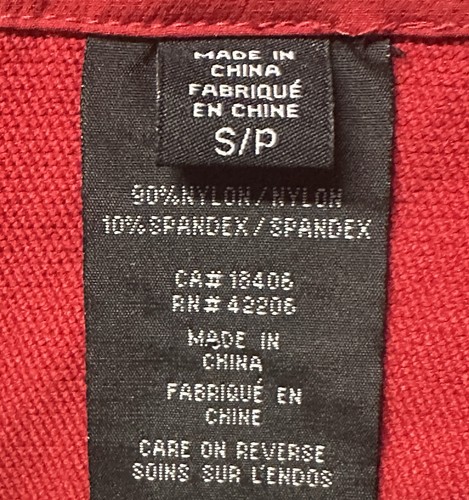 MADE IN
CHINA
FABRIQUÉ
EN CHINE
S/P
90% NYLON / NYLON
10% SPANDEX / SPANDEX
CA# 18406
RN# 42206
MADE IN
CHINA
FABRIQUÉ EN
CHINE
CARE ON REVERSE
SOINS SUR L'ENDOS